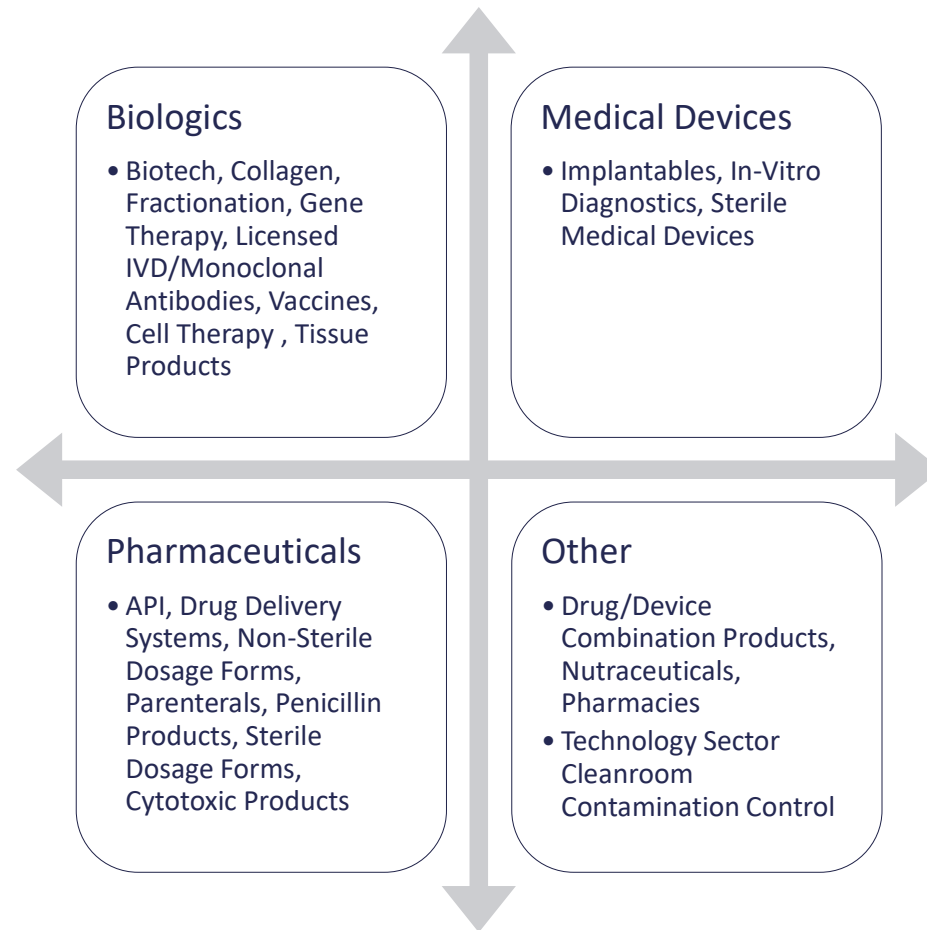 Biologics
• Biotech, Collagen,
Fractionation, Gene
Therapy, Licensed
IVD/Monoclonal
Antibodies, Vaccines,
Cell Therapy , Tissue
Products
Medical Devices
• Implantables, In-Vitro
Diagnostics, Sterile
Medical Devices
Pharmaceuticals
• API, Drug Delivery
Systems, Non-Sterile
Dosage Forms,
Parenterals, Penicillin
Products, Sterile
Dosage Forms,
Cytotoxic Products
Other
• Drug/Device
Combination Products,
Nutraceuticals,
Pharmacies
• Technology Sector
Cleanroom
Contamination Control